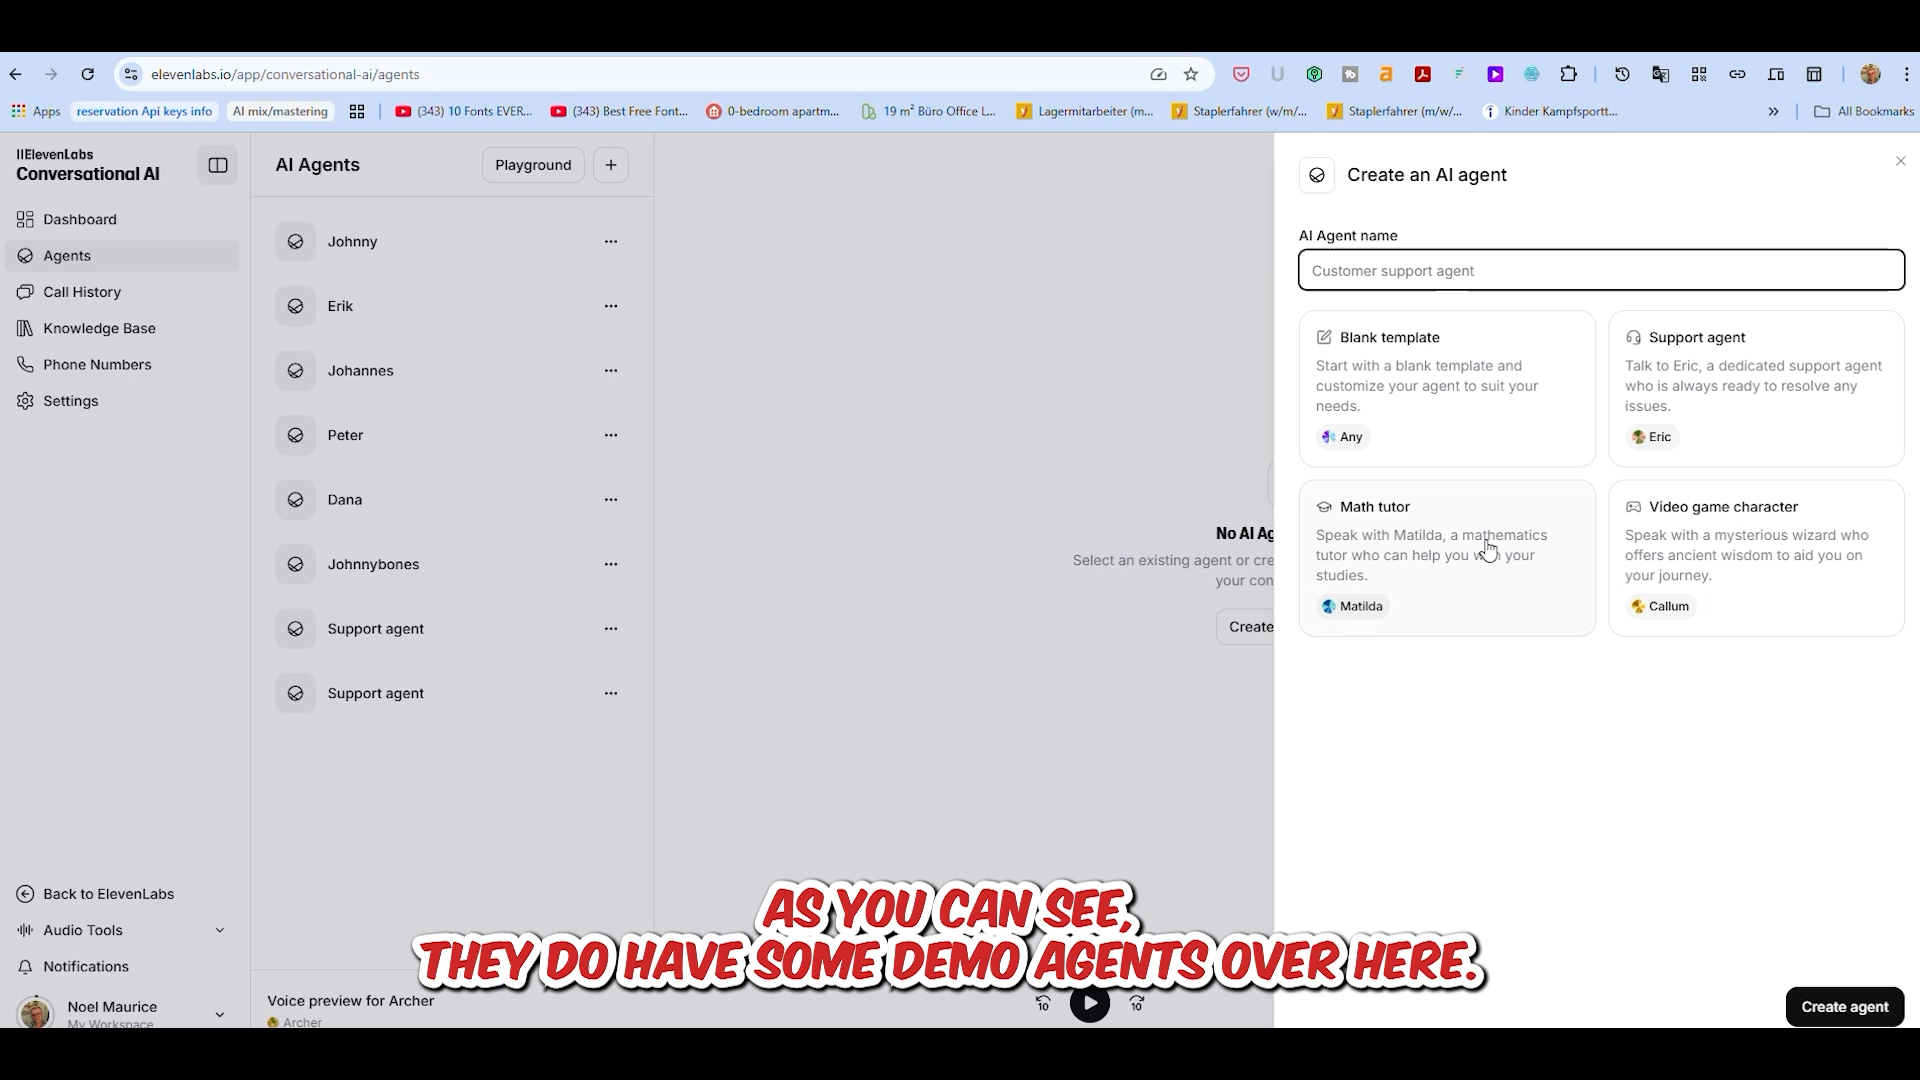 elevenlabs.io/app/conversational-ai/agents
Apps
reservation Api keys info
AI mix/mastering
(343) 10 Fonts EVER...
(343) Best Free Font...
0-bedroom apartm...
19 m² Büro Office L...
Lagermitarbeiter (m...
Staplerfahrer (w/m/...
Staplerfahrer (m/w/...
Kinder Kampfsportt...
All Bookmarks
IIElevenLabs
Conversational AI
Dashboard
Agents
Call History
Knowledge Base
Phone Numbers
Settings
Back to ElevenLabs
Audio Tools
Notifications
Noel Maurice
My Workspace
AI Agents
Playground
Johnny
Erik
Johannes
Peter
Dana
Johnnybones
Support agent
Support agent
No AI Ag
Select an existing agent or cre
your con
Create
Create an AI agent
AI Agent name
Customer support agent
Blank template
Start with a blank template and
customize your agent to suit your
needs.
Any
Support agent
Talk to Eric, a dedicated support agent
who is always ready to resolve any
issues.
Eric
Math tutor
Speak with Matilda, a mathematics
tutor who can help you with your
studies.
Matilda
Video game character
Speak with a mysterious wizard who
offers ancient wisdom to aid you on
your journey.
Callum
AS YOU CAN SEE,
THEY DO HAVE SOME DEMO AGENTS OVER HERE.
Voice preview for Archer
Archer
10
10
Create agent